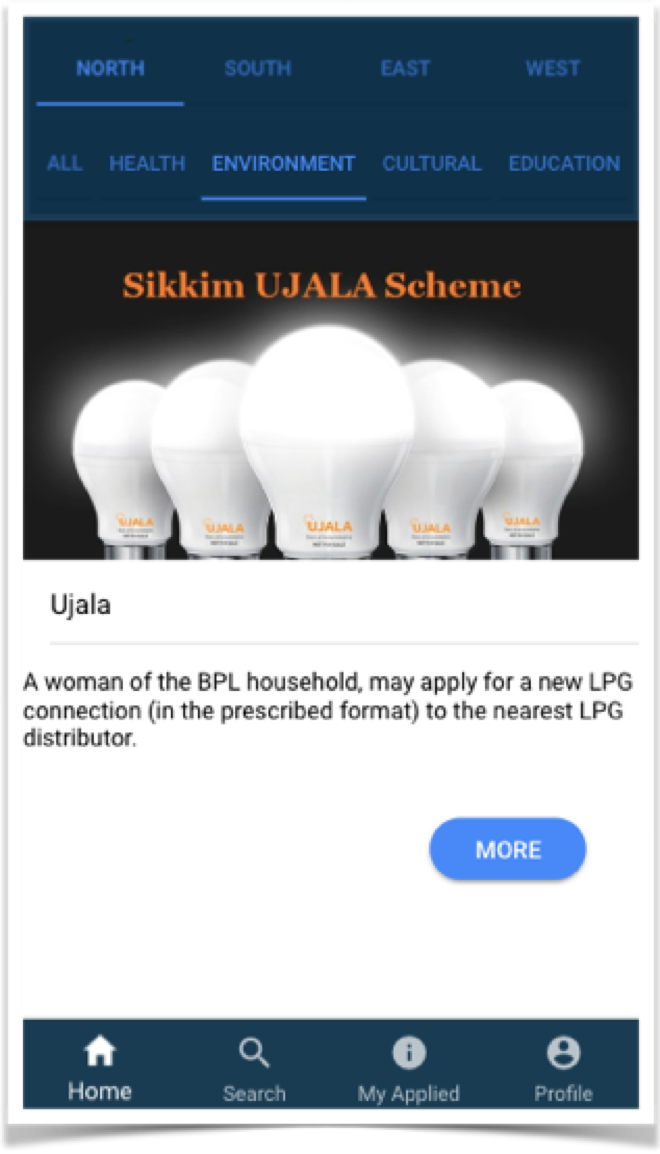 NORTH SOUTH EAST WEST
ALL HEALTH ENVIRONMENT CULTURAL EDUCATION
Sikkim UJALA Scheme
UJALA UJALA UJALA UJALA UJALA
Ujala
A woman of the BPL household, may apply for a new LPG
connection (in the prescribed format) to the nearest LPG
distributor.
MORE
Home Search My Applied Profile